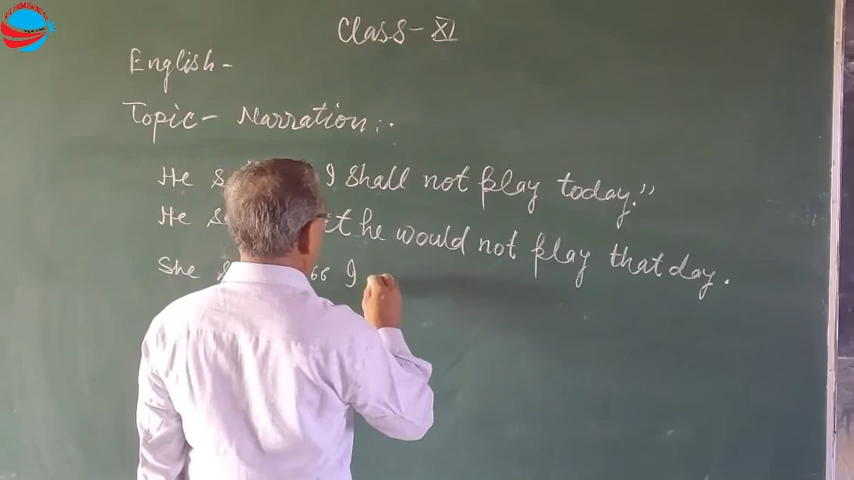 Class - XI
English -
Topic - Narration :-
He I shall not play today."
He he would not play that day.
She " I